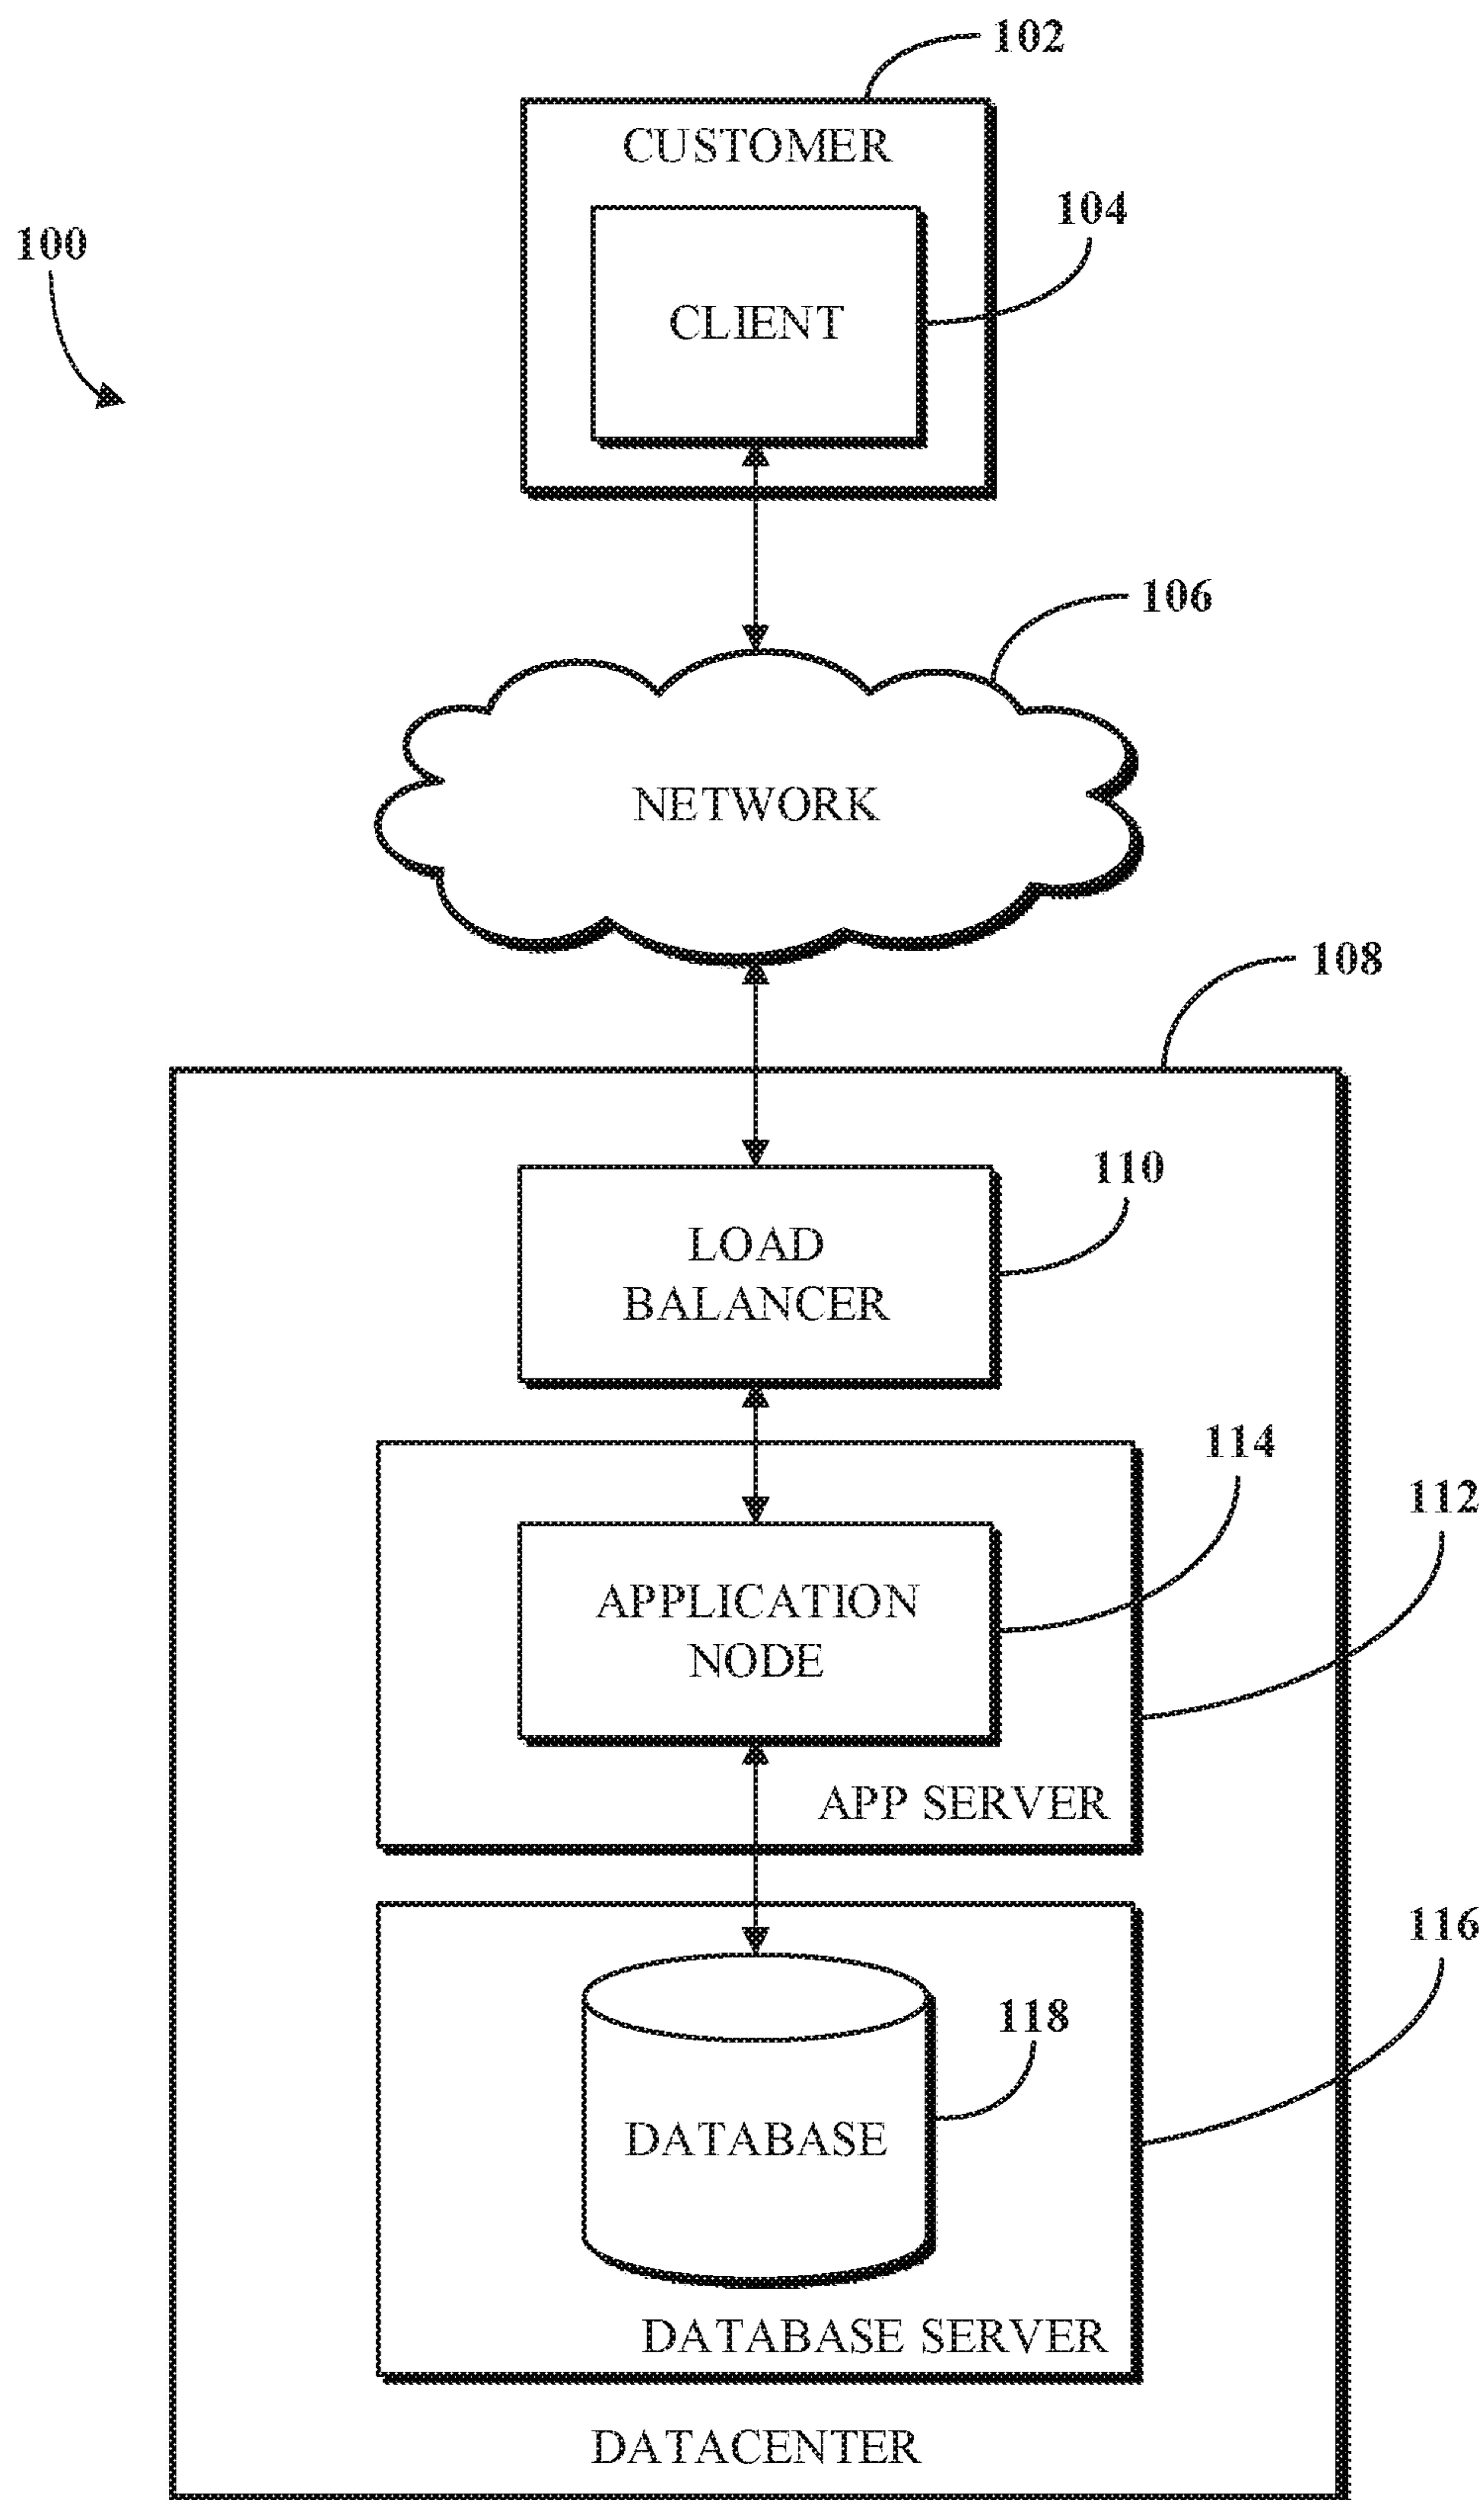 102
CUSTOMER
104
100
CLIENT
106
NETWORK
108
110
LOAD
BALANCER
114
112
APPLICATION
NODE
APP SERVER
116
118
DATABASE
DATABASE SERVER
DATACENTER